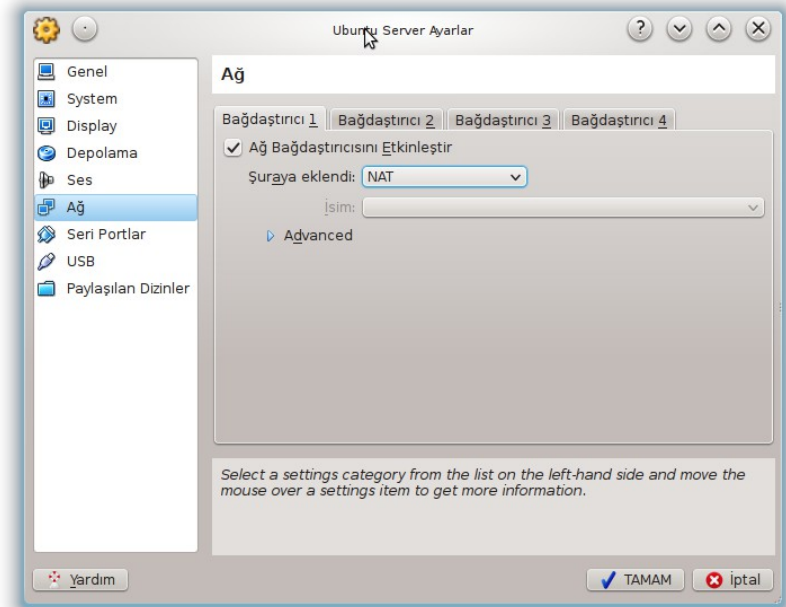 Ubuntu Server Ayarlar
Genel
System
Display
Depolama
Ses
Ağ
Seri Portlar
USB
Paylaşılan Dizinler
Ağ
Bağdaştırıcı 1 Bağdaştırıcı 2 Bağdaştırıcı 3 Bağdaştırıcı 4
Ağ Bağdaştırıcısını Etkinleştir
Şuraya eklendi: NAT
İsim:
Advanced
Select a settings category from the list on the left-hand side and move the
mouse over a settings item to get more information.
Yardım TAMAM İptal